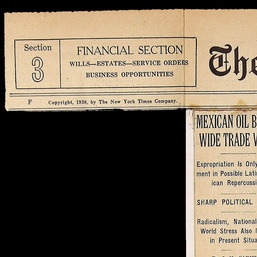 Section
3
FINANCIAL SECTION
WILLS—ESTATES—SERVICE ORDERS
BUSINESS OPPORTUNITIES
The
F Copyright, 1938, by The New York Times Company.
MEXICAN OIL B
WIDE TRADE V
Expropriation Is Only
ment in Possible Lati
ican Repercussi
SHARP POLITICAL
Radicalism, National
World Stress Also I
in Present Situa